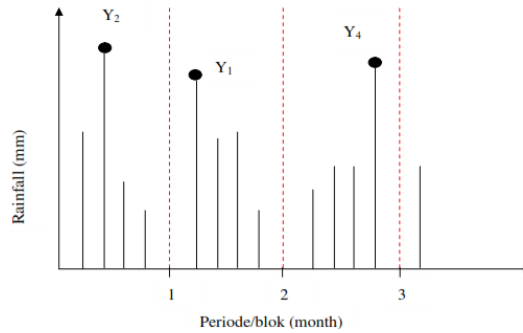 Y2
Y4
Y1
Rainfall (mm)
1 2 3
Periode/blok (month)